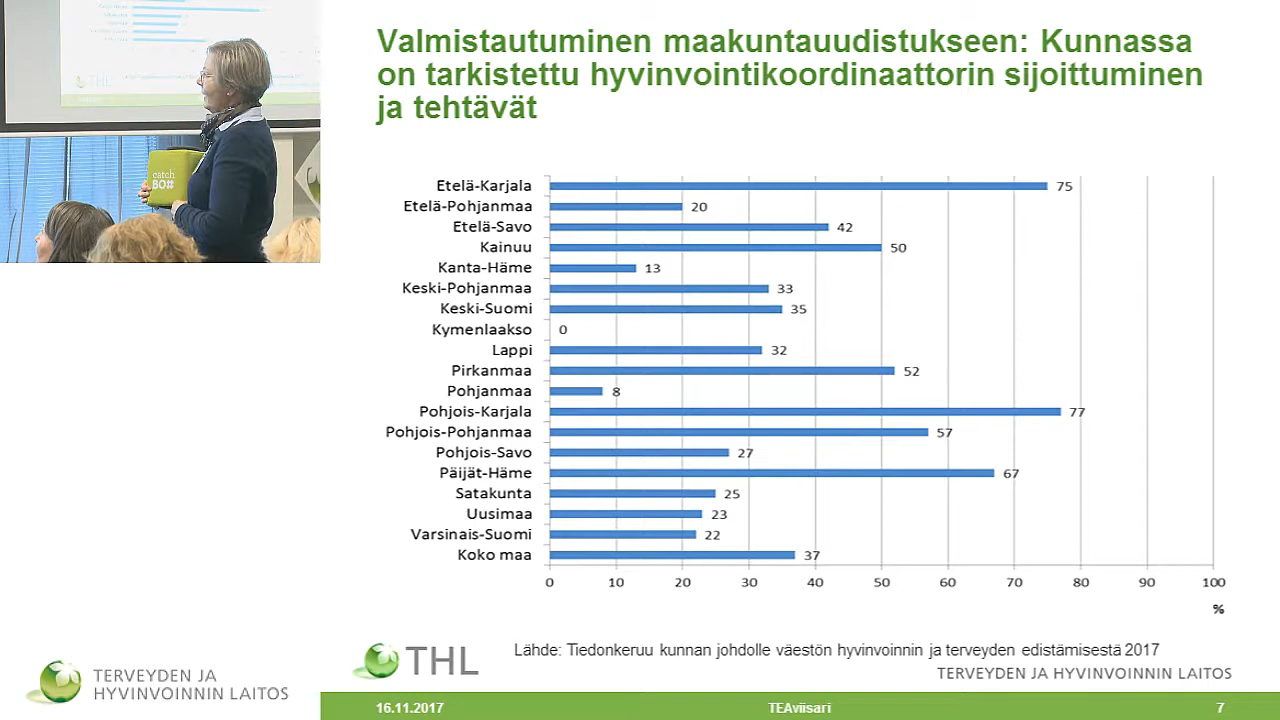 Valmistautuminen maakuntauudistukseen: Kunnassa
on tarkistettu hyvinvointikoordinaattorin sijoittuminen
ja tehtävät
THL
TEAviisari
catch
BOX
Etelä-Karjala 75
Etelä-Pohjanmaa 20
Etelä-Savo 42
Kainuu 50
Kanta-Häme 13
Keski-Pohjanmaa 33
Keski-Suomi 35
Kymenlaakso 0
Lappi 32
Pirkanmaa 52
Pohjanmaa 8
Pohjois-Karjala 77
Pohjois-Pohjanmaa 57
Pohjois-Savo 27
Päijät-Häme 67
Satakunta 25
Uusimaa 23
Varsinais-Suomi 22
Koko maa 37
0 10 20 30 40 50 60 70 80 90 100
%
TERVEYDEN JA
HYVINVOINNIN LAITOS
THL
Lähde: Tiedonkeruu kunnan johdolle väestön hyvinvoinnin ja terveyden edistämisestä 2017
TERVEYDEN JA HYVINVOINNIN LAITOS
16.11.2017 TEAviisari 7